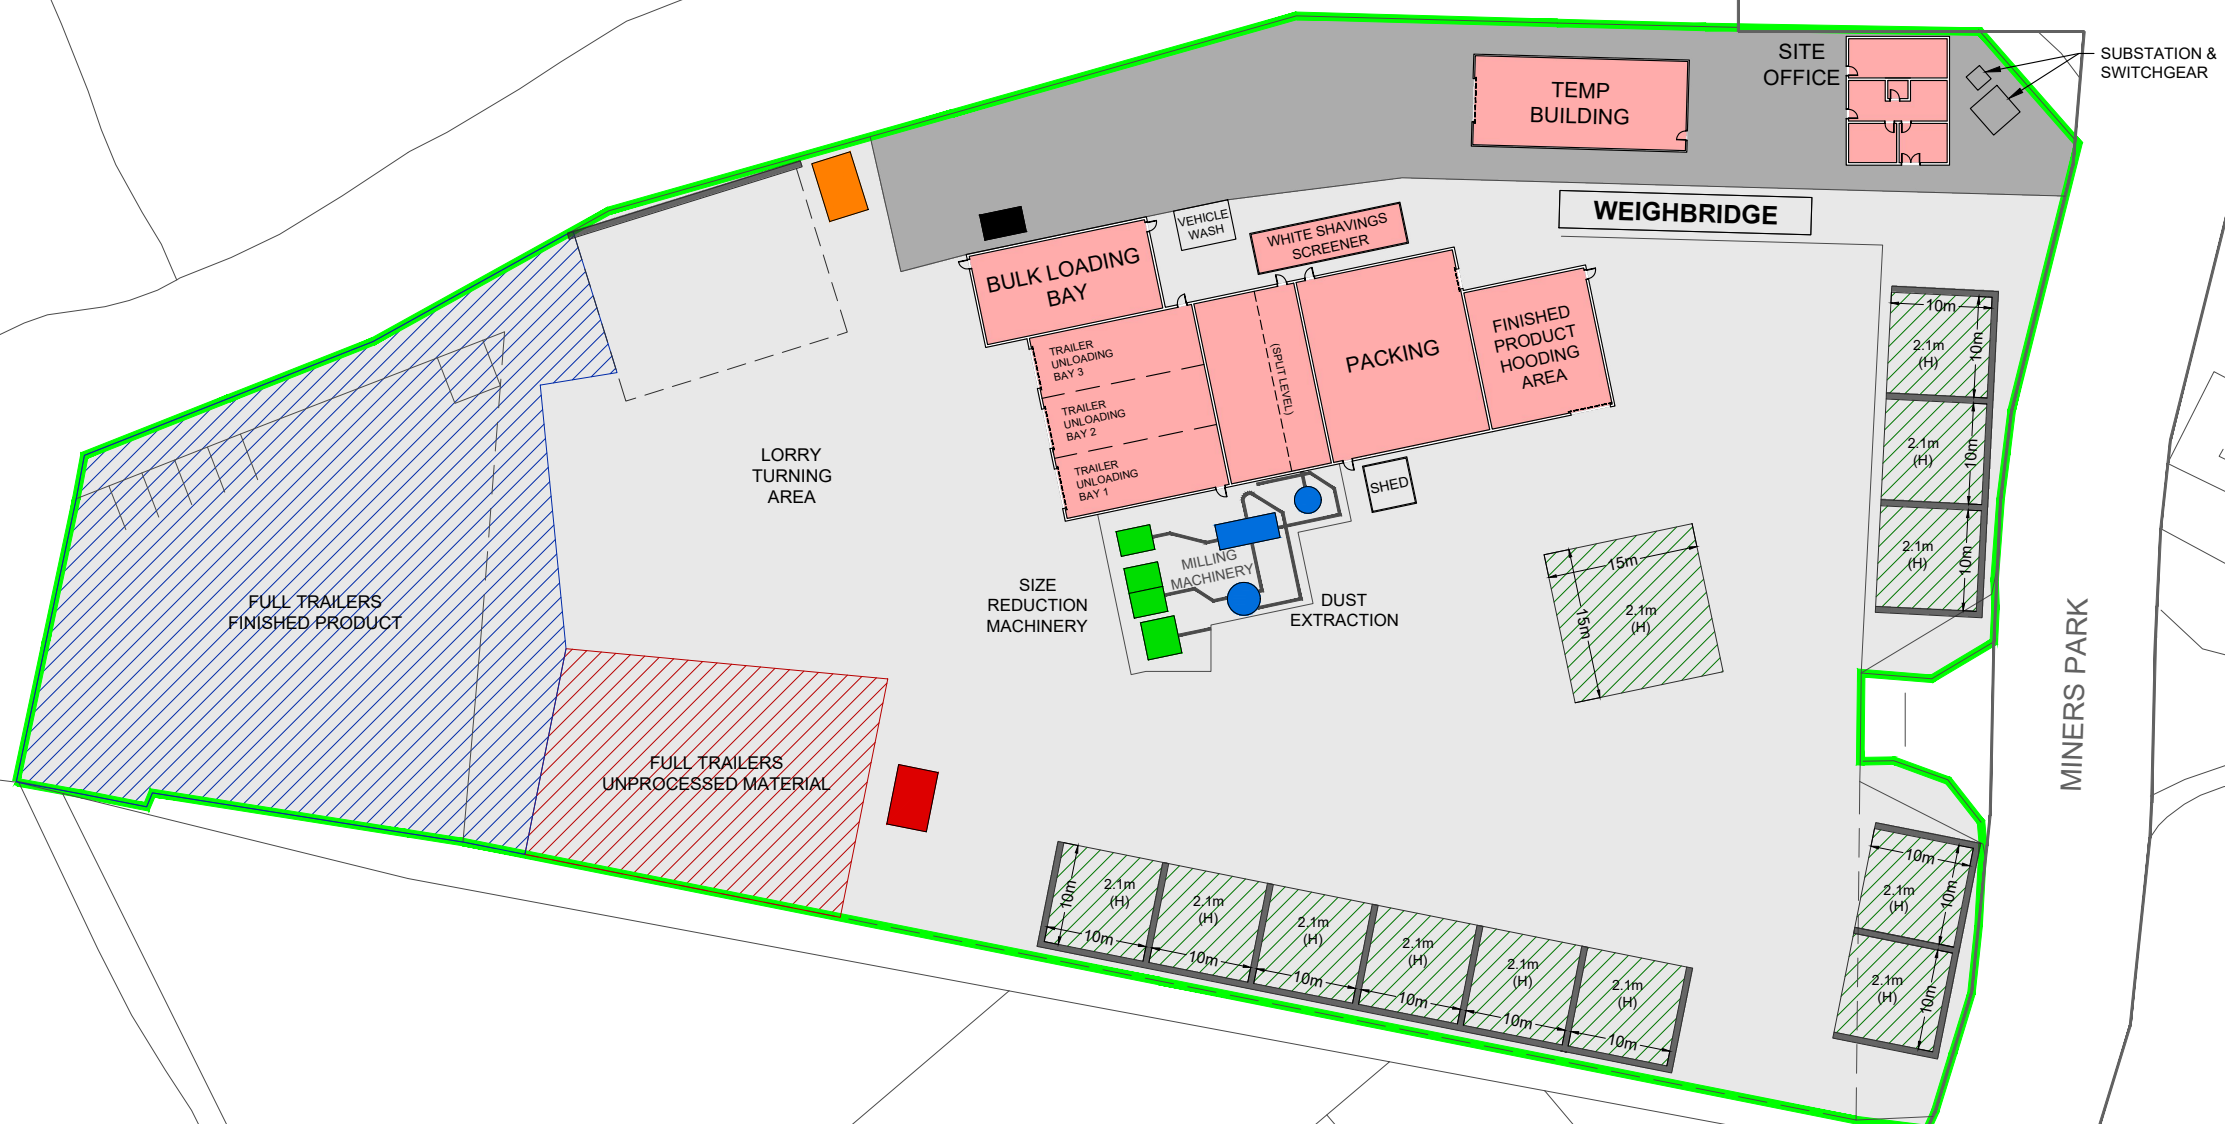 SITE
OFFICE
SUBSTATION &
SWITCHGEAR
TEMP
BUILDING
WEIGHBRIDGE
VEHICLE
WASH
WHITE SHAVINGS
SCREENER
BULK LOADING
BAY
TRAILER
UNLOADING
BAY 3
TRAILER
UNLOADING
BAY 2
TRAILER
UNLOADING
BAY 1
(SPLIT LEVEL)
PACKING
FINISHED
PRODUCT
HOODING
AREA
SHED
LORRY
TURNING
AREA
MILLING
MACHINERY
SIZE
REDUCTION
MACHINERY
DUST
EXTRACTION
FULL TRAILERS
FINISHED PRODUCT
FULL TRAILERS
UNPROCESSED MATERIAL
15m
15m
2.1m
(H)
10m
10m
2.1m
(H)
10m
2.1m
(H)
10m
2.1m
(H)
MINERS PARK
10m
10m
2.1m
(H)
10m
2.1m
(H)
10m
2.1m
(H)
10m
2.1m
(H)
10m
2.1m
(H)
10m
2.1m
(H)
10m
2.1m
(H)
10m
2.1m
(H)
10m